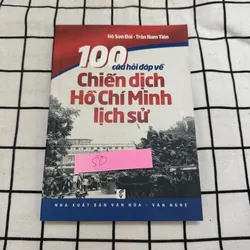 Hồ Sơn Đài - Trần Nam Tiến
100
câu hỏi đáp về
Chiến dịch
Hồ Chí Minh
lịch sử
50
NHÀ XUẤT BẢN VĂN HÓA - VĂN NGHỆ